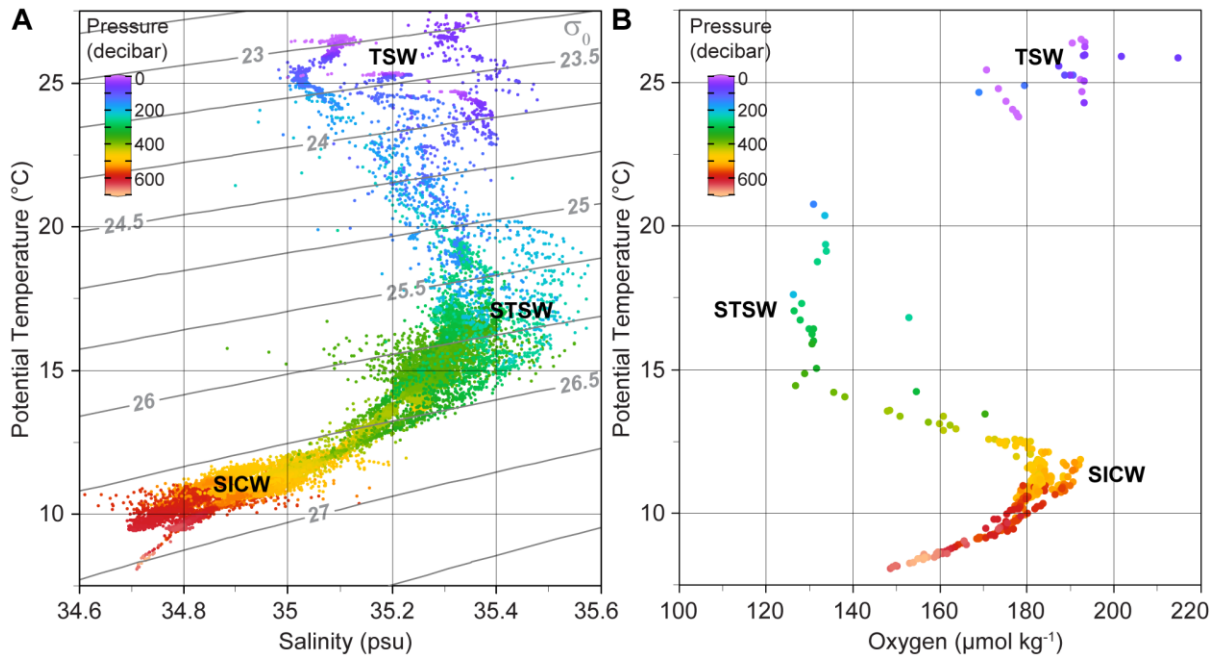 A
Pressure
(decibar)
0
200
400
600
TSW
STSW
SICW
σ₀
23
23.5
24
24.5
25
25.5
26
26.5
27
25
20
15
10
Potential Temperature (°C)
34.6
34.8
35
35.2
35.4
35.6
Salinity (psu)
B
Pressure
(decibar)
0
200
400
600
TSW
STSW
SICW
25
20
15
10
Potential Temperature (°C)
100
120
140
160
180
200
220
Oxygen (μmol kg⁻¹)